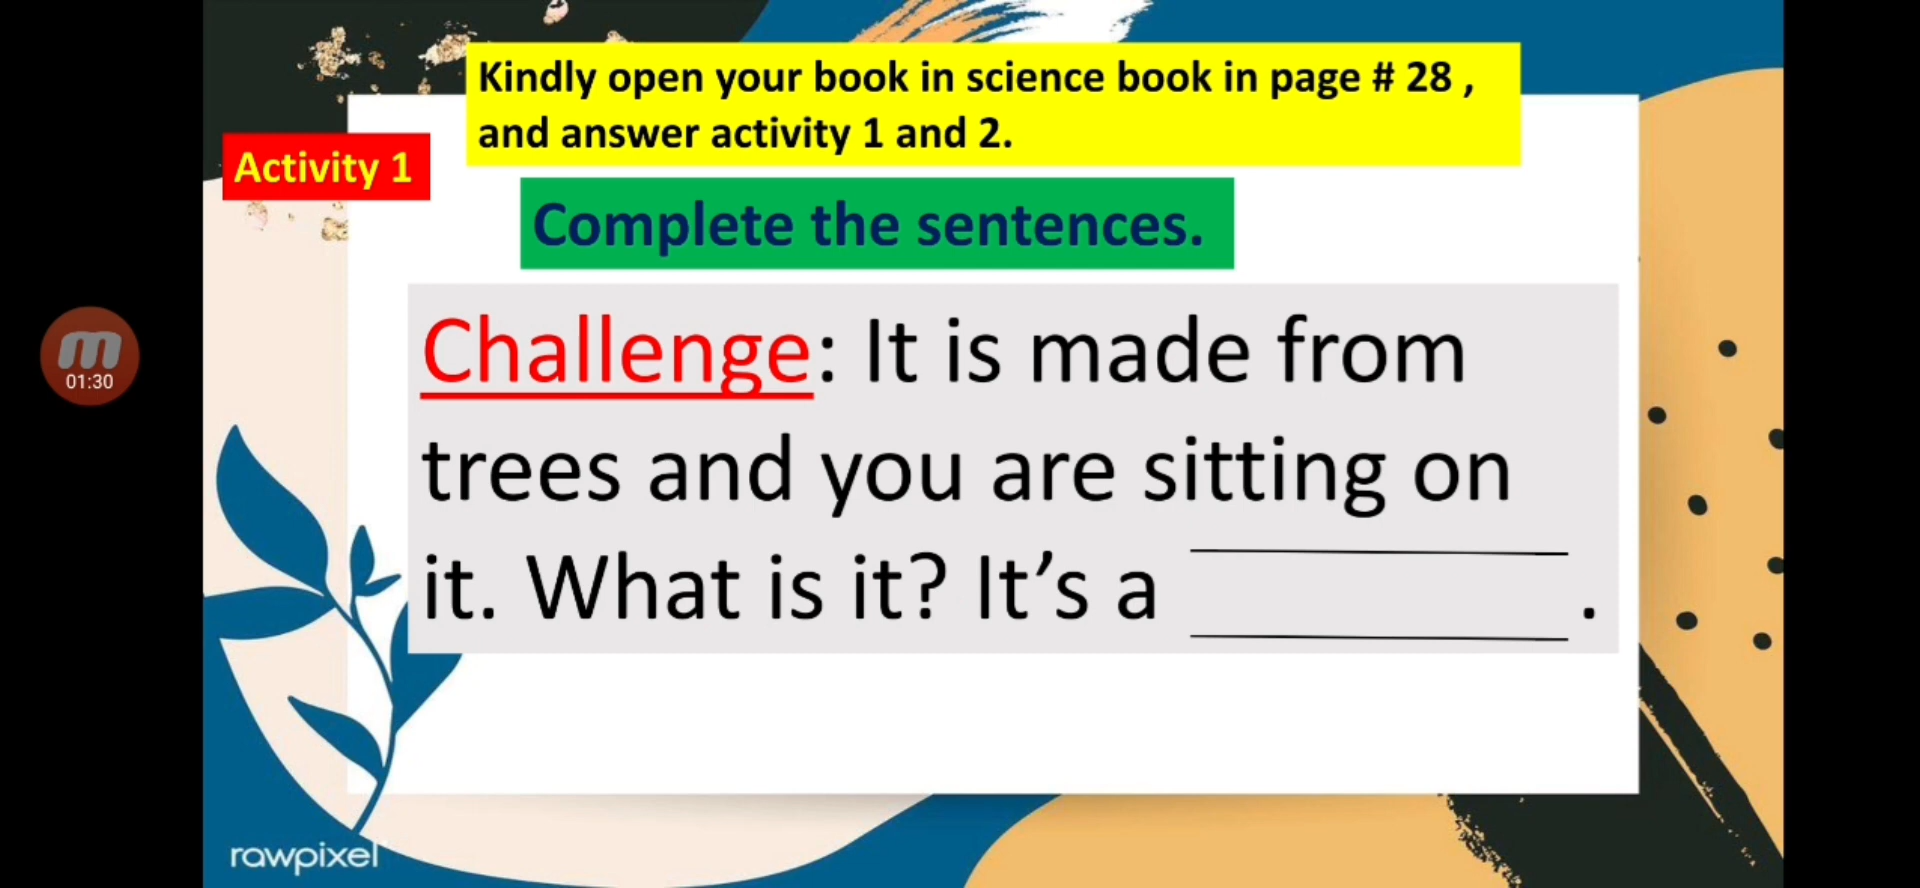 Kindly open your book in science book in page # 28 ,
and answer activity 1 and 2.
Activity 1
Complete the sentences.
Challenge: It is made from
trees and you are sitting on
it. What is it? It’s a ________ .
01:30
rawpixel